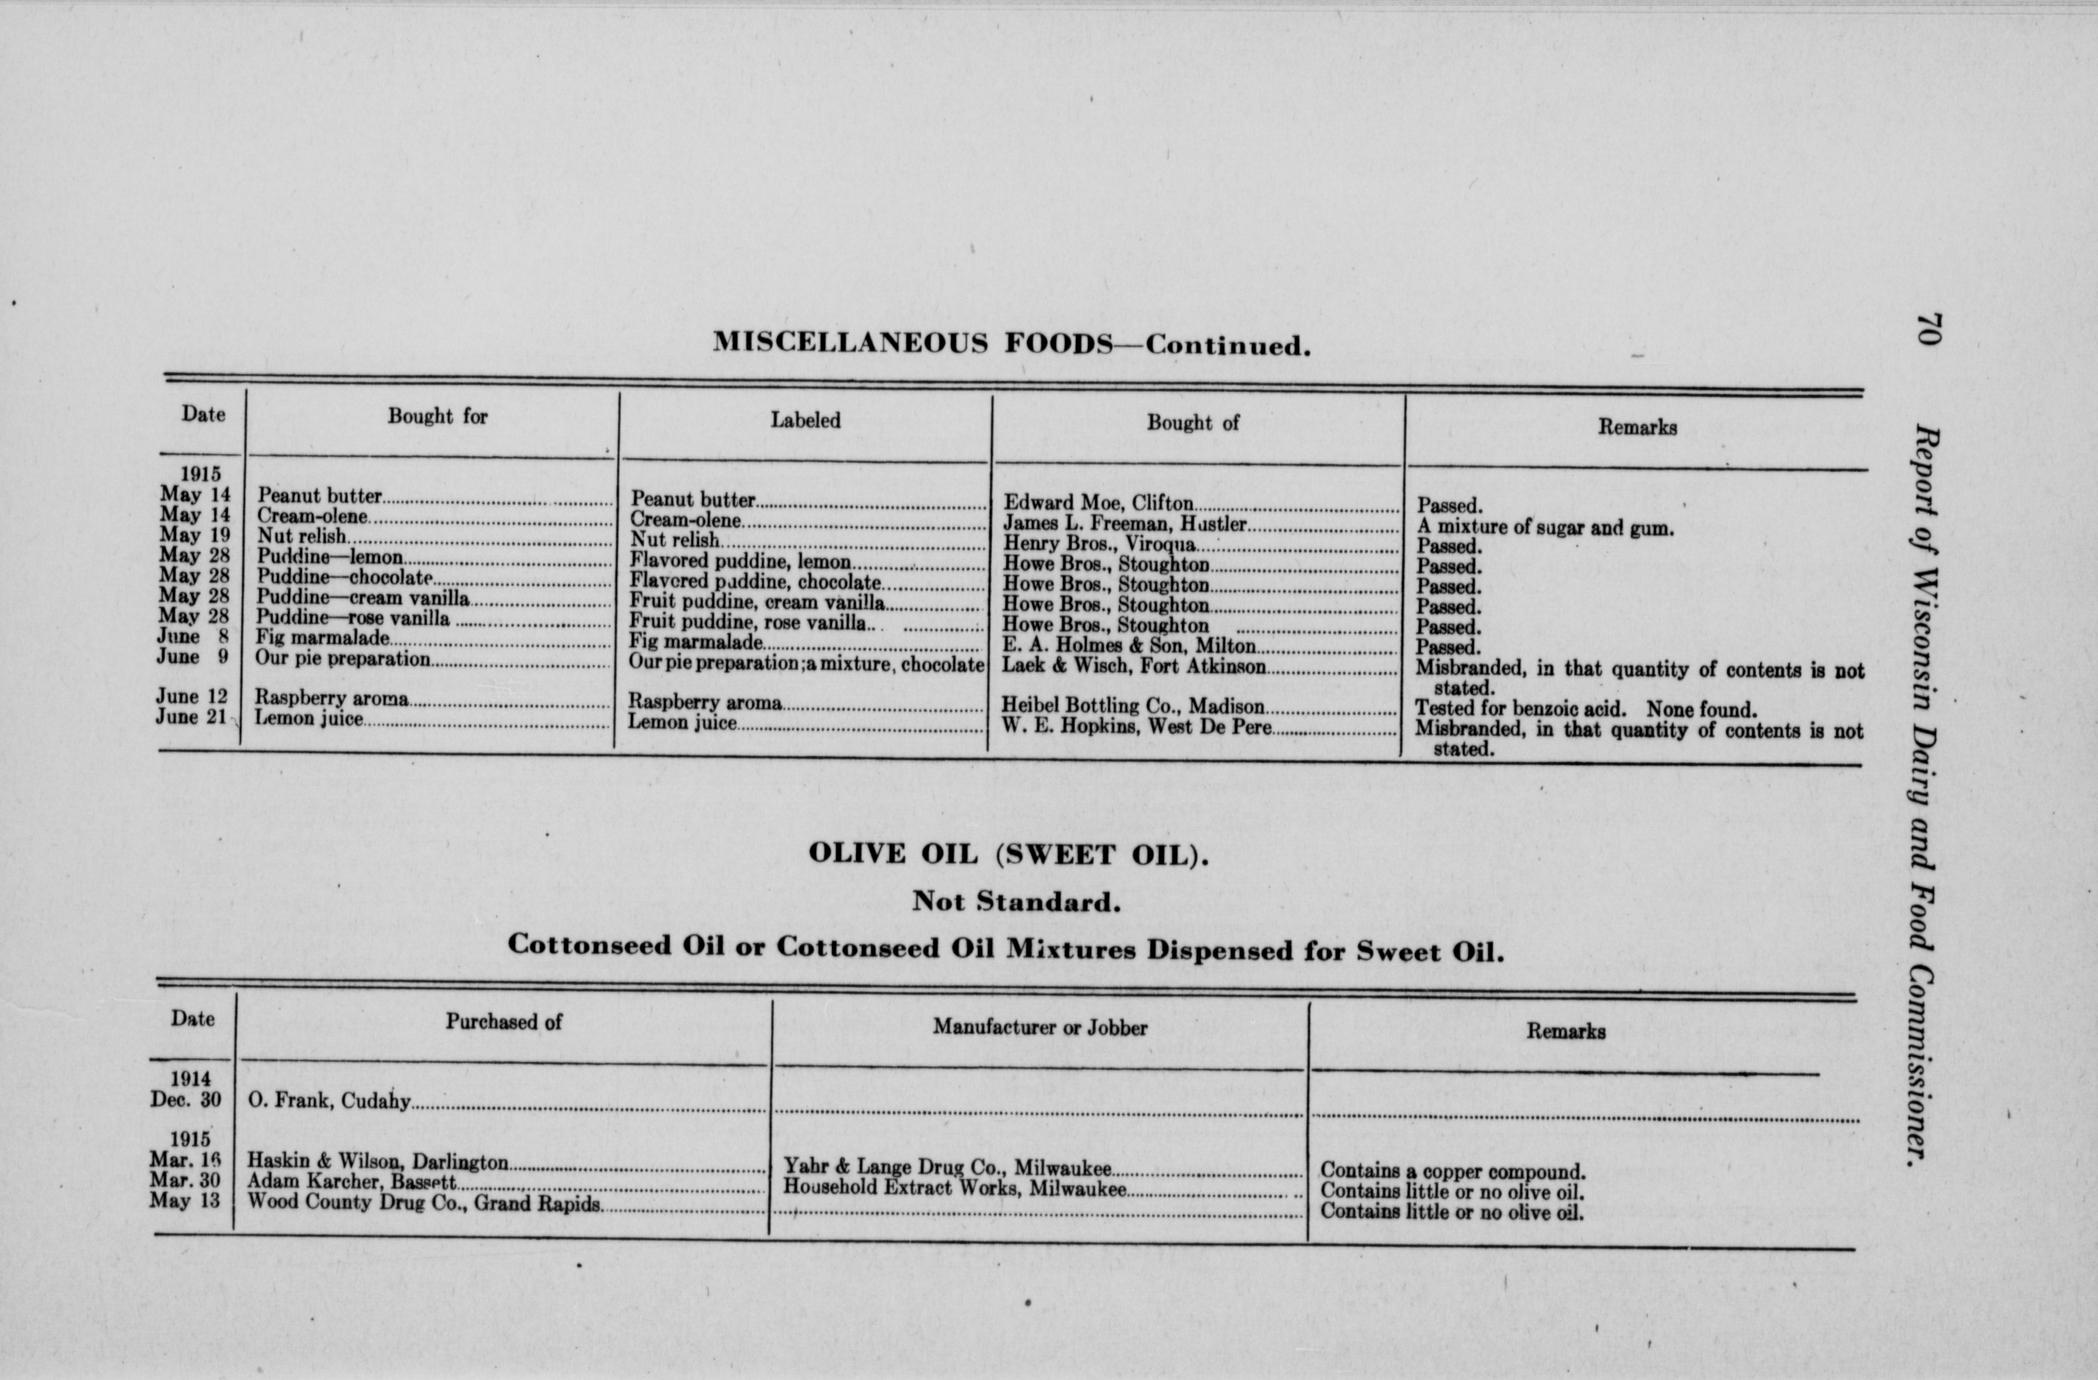 70 Report of Wisconsin Dairy and Food Commissioner.
MISCELLANEOUS FOODS—Continued.
Date Bought for Labeled Bought of Remarks
1915
May 14 Peanut butter Peanut butter Edward Moe, Clifton Passed.
May 14 Cream-olene Cream-olene James L. Freeman, Hustler A mixture of sugar and gum.
May 19 Nut relish Nut relish Henry Bros., Viroqua Passed.
May 28 Puddine—lemon Flavored puddine, lemon Howe Bros., Stoughton Passed.
May 28 Puddine—chocolate Flavored puddine, chocolate Howe Bros., Stoughton Passed.
May 28 Puddine—cream vanilla Fruit puddine, cream vanilla Howe Bros., Stoughton Passed.
May 28 Puddine—rose vanilla Fruit puddine, rose vanilla Howe Bros., Stoughton Passed.
June 8 Fig marmalade Fig marmalade E. A. Holmes & Son, Milton Passed.
June 9 Our pie preparation Our pie preparation; a mixture, chocolate Laek & Wisch, Fort Atkinson Misbranded, in that quantity of contents is not
stated.
June 12 Raspberry aroma Raspberry aroma Heibel Bottling Co., Madison Tested for benzoic acid. None found.
June 21 Lemon juice Lemon juice W. E. Hopkins, West De Pere Misbranded, in that quantity of contents is not
stated.
OLIVE OIL (SWEET OIL).
Not Standard.
Cottonseed Oil or Cottonseed Oil Mixtures Dispensed for Sweet Oil.
Date Purchased of Manufacturer or Jobber Remarks
1914
Dec. 30 O. Frank, Cudahy
1915
Mar. 16 Haskin & Wilson, Darlington Yahr & Lange Drug Co., Milwaukee Contains a copper compound.
Mar. 30 Adam Karcher, Bassett Household Extract Works, Milwaukee Contains little or no olive oil.
May 13 Wood County Drug Co., Grand Rapids Contains little or no olive oil.